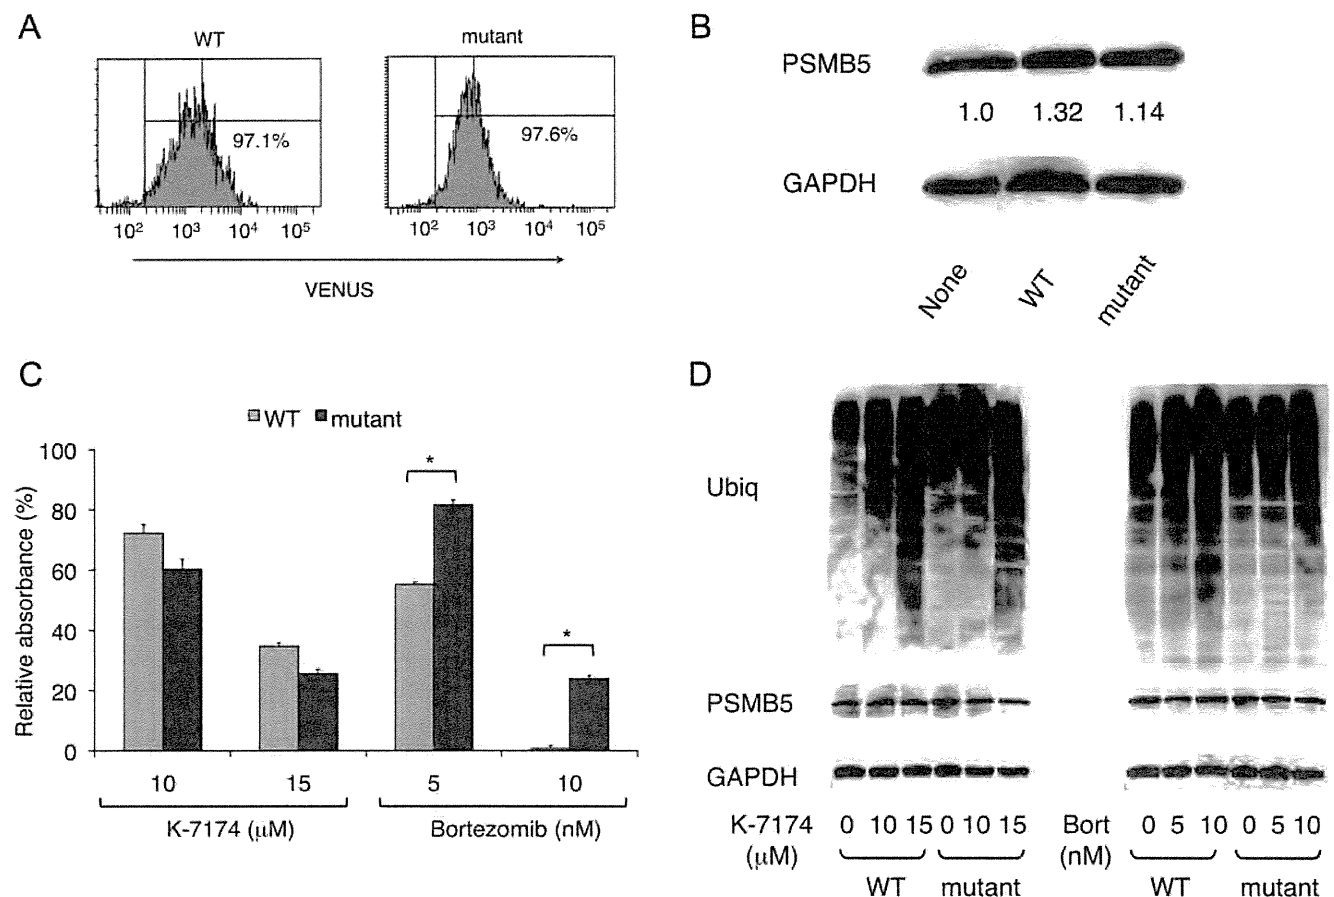 A
WT
mutant
97.1%
97.6%
10² 10³ 10⁴ 10⁵
10² 10³ 10⁴ 10⁵
VENUS
B
PSMB5
1.0 1.32 1.14
GAPDH
None WT mutant
C
WT mutant
Relative absorbance (%)
100
80
60
40
20
0
*
*
10 15 5 10
K-7174 (μM) Bortezomib (nM)
D
Ubiq
PSMB5
GAPDH
K-7174 0 10 15 0 10 15
(μM)
WT mutant
Bort 0 5 10 0 5 10
(nM)
WT mutant